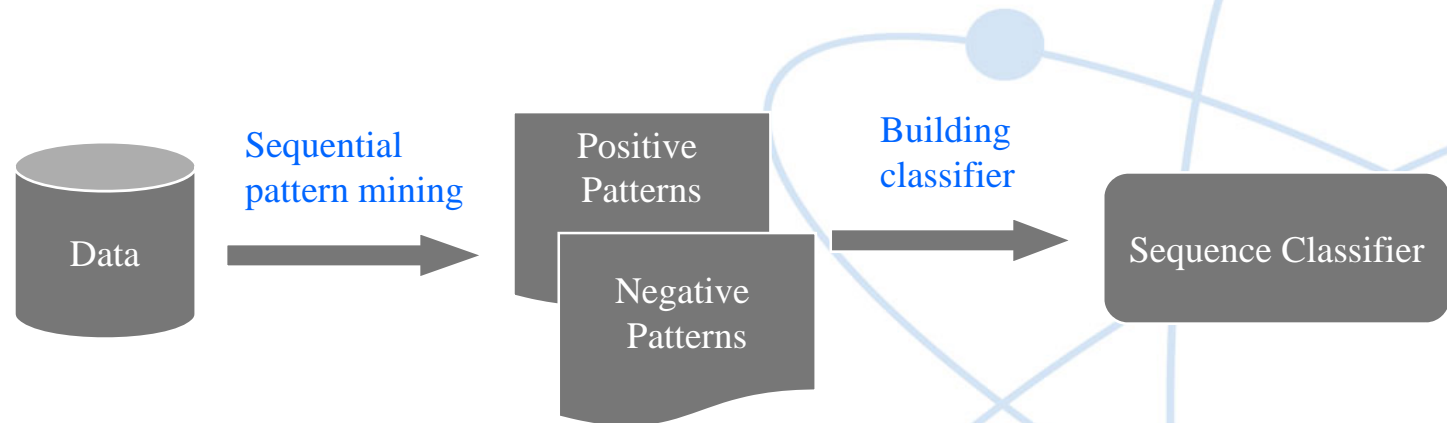 Data
Sequential
pattern mining
Positive
Patterns
Negative
Patterns
Building
classifier
Sequence Classifier